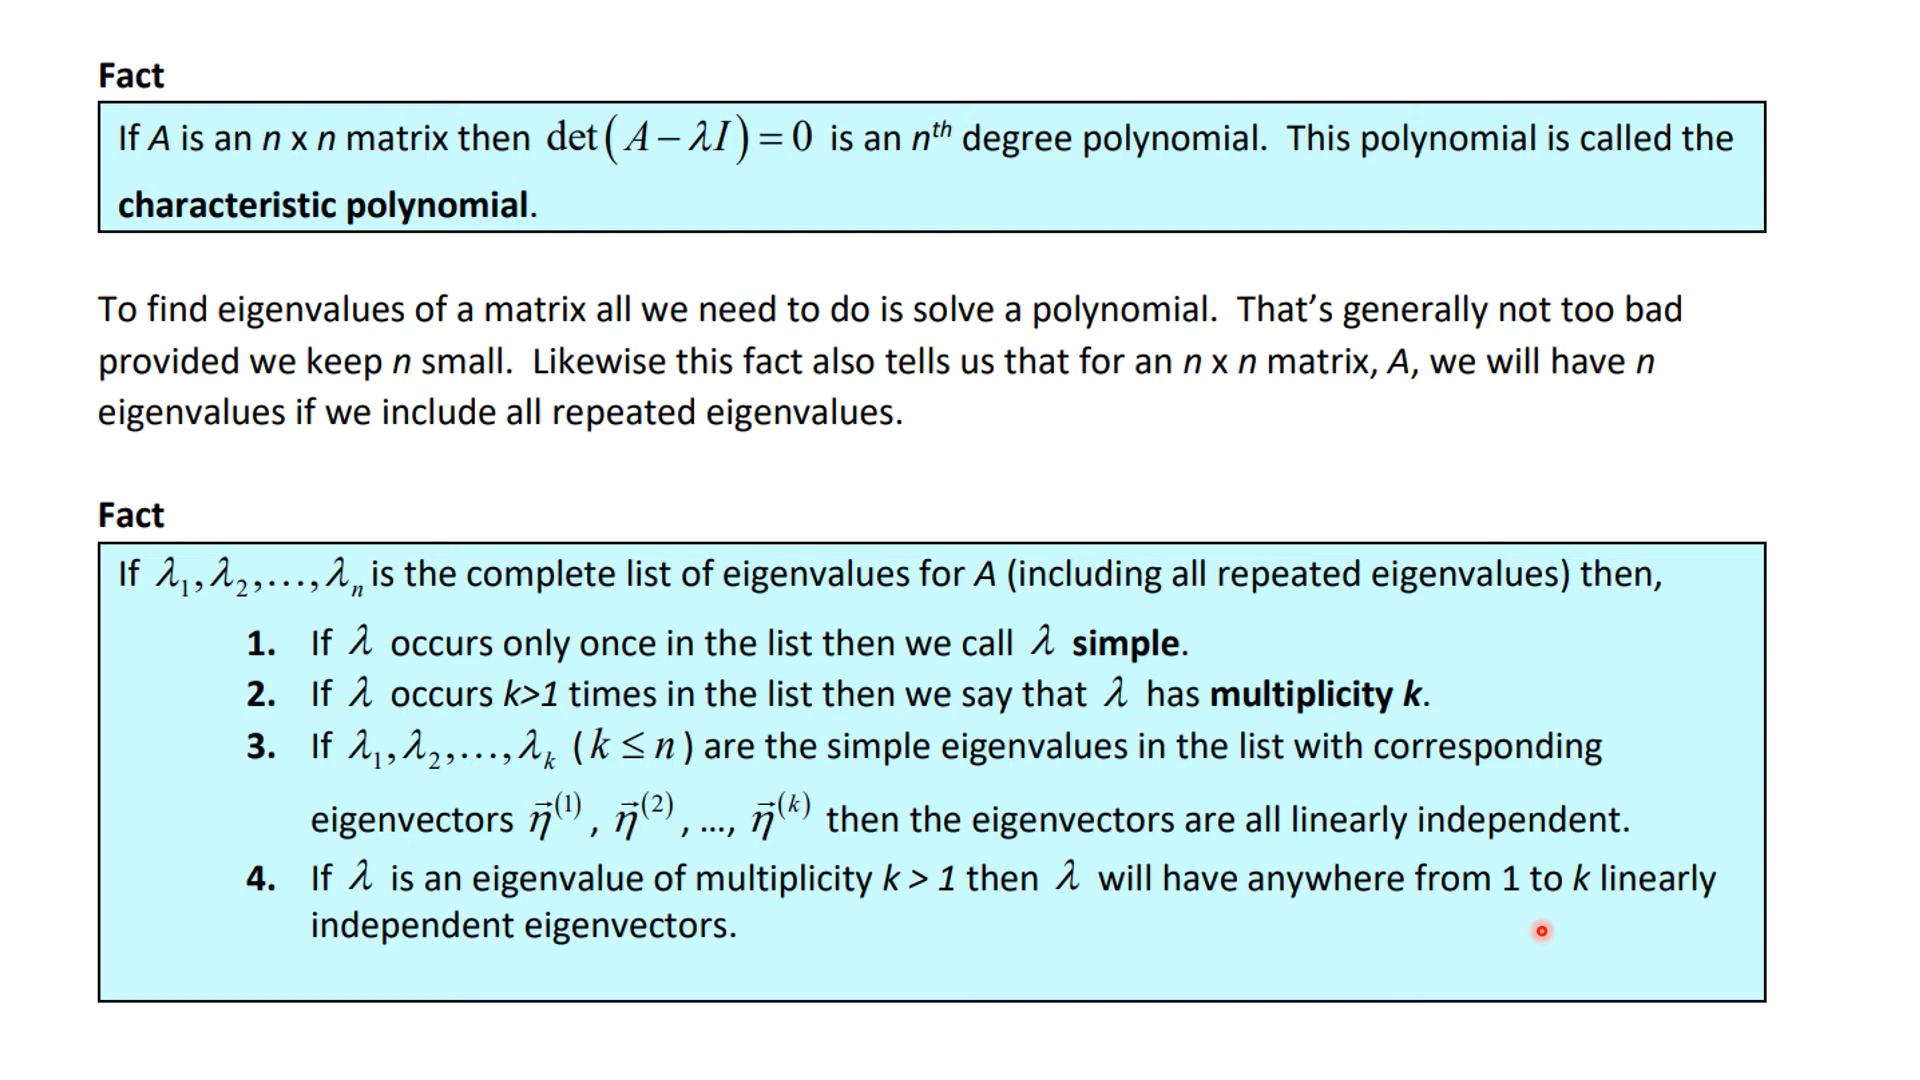 Fact
If A is an n x n matrix then det(A − λI) = 0 is an nth degree polynomial. This polynomial is called the
characteristic polynomial.
To find eigenvalues of a matrix all we need to do is solve a polynomial. That’s generally not too bad
provided we keep n small. Likewise this fact also tells us that for an n x n matrix, A, we will have n
eigenvalues if we include all repeated eigenvalues.
Fact
If λ₁, λ₂, …, λₙ is the complete list of eigenvalues for A (including all repeated eigenvalues) then,
1. If λ occurs only once in the list then we call λ simple.
2. If λ occurs k>1 times in the list then we say that λ has multiplicity k.
3. If λ₁, λ₂, …, λₖ (k ≤ n) are the simple eigenvalues in the list with corresponding
eigenvectors η⃗⁽¹⁾, η⃗⁽²⁾, …, η⃗⁽ᵏ⁾ then the eigenvectors are all linearly independent.
4. If λ is an eigenvalue of multiplicity k > 1 then λ will have anywhere from 1 to k linearly
independent eigenvectors.